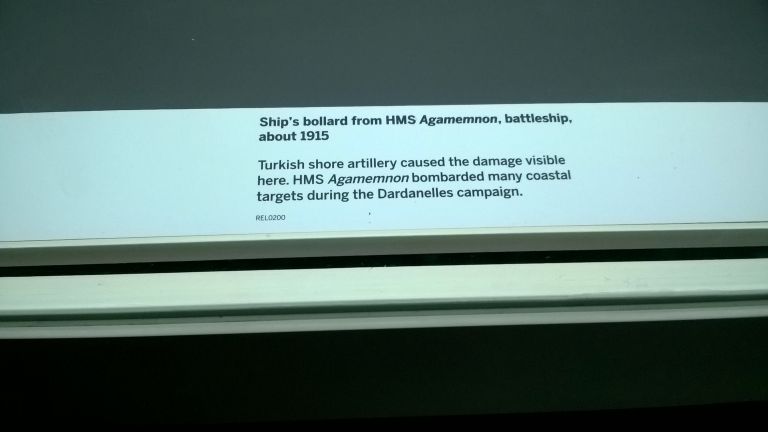 Ship's bollard from HMS Agamemnon, battleship,
about 1915
Turkish shore artillery caused the damage visible
here. HMS Agamemnon bombarded many coastal
targets during the Dardanelles campaign.
REL0200